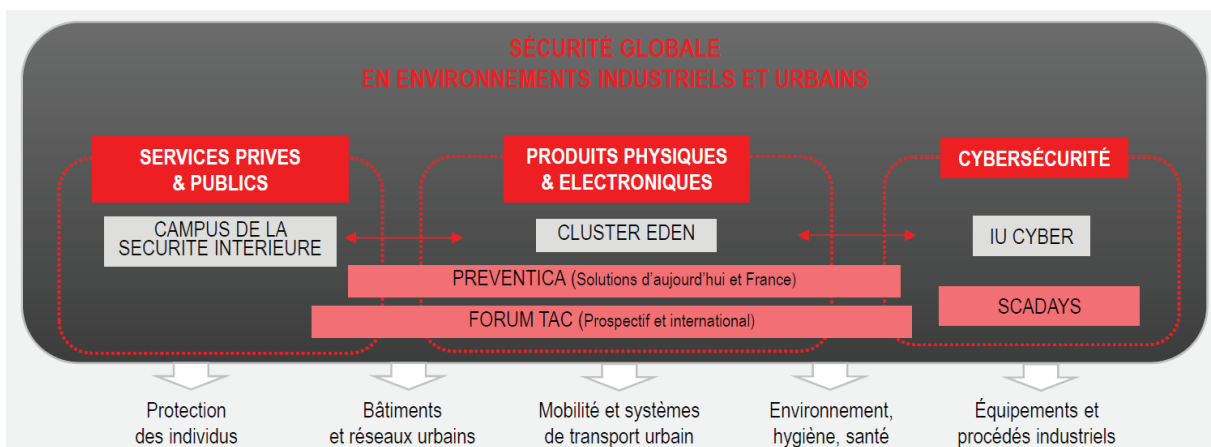 SÉCURITÉ GLOBALE
EN ENVIRONNEMENTS INDUSTRIELS ET URBAINS
SERVICES PRIVES
& PUBLICS
PRODUITS PHYSIQUES
& ELECTRONIQUES
CYBERSÉCURITÉ
CAMPUS DE LA
SECURITE INTERIEURE
CLUSTER EDEN
IU CYBER
PREVENTICA (Solutions d'aujourd'hui et France)
FORUM TAC (Prospectif et international)
SCADAYS
Protection
des individus
Bâtiments
et réseaux urbains
Mobilité et systèmes
de transport urbain
Environnement,
hygiène, santé
Équipements et
procédés industriels